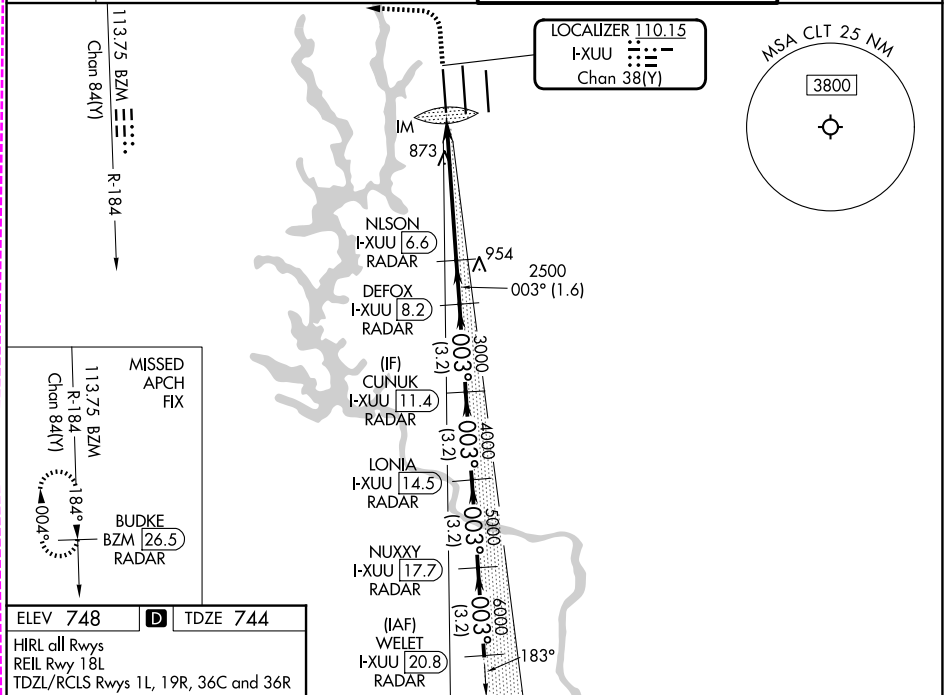 113.75 BZM
Chan 84(Y)
R-184
LOCALIZER 110.15
I-XUU
Chan 38(Y)
MSA CLT 25 NM
3800
IM
873
NLSON
I-XUU 6.6
RADAR
954
2500
003° (1.6)
DEFOX
I-XUU 8.2
RADAR
003°
(3.2)
3000
(IF)
CUNUK
I-XUU 11.4
RADAR
003°
(3.2)
4000
LONIA
I-XUU 14.5
RADAR
003°
(3.2)
5000
NUXXY
I-XUU 17.7
RADAR
003°
(3.2)
6000
(IAF)
WELET
I-XUU 20.8
RADAR
183°
MISSED
APCH
FIX
113.75 BZM
R-184
Chan 84(Y)
184°
004°
BUDKE
BZM 26.5
RADAR
ELEV 748 D TDZE 744
HIRL all Rwys
REIL Rwy 18L
TDZL/RCLS Rwys 1L, 19R, 36C and 36R